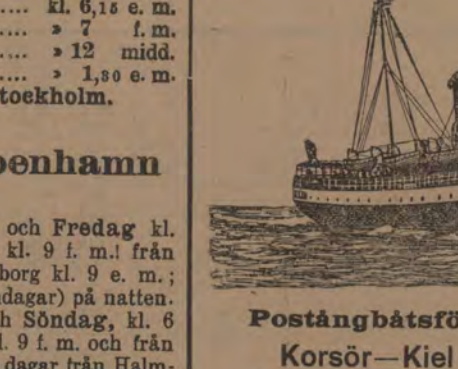 .... kl. 6,15 e. m.
.... » 7 f. m.
.... » 12 midd.
.... » 1,30 e. m.
tockholm.
penhamn
och Fredag kl.
kl. 9 f. m.! från
borg kl. 9 e. m.;
ndagar) på natten.
h Söndag, kl. 6
l. 9 f. m. och från
dagar från Halm-
Postångbåtsfö
Korsör—Kiel